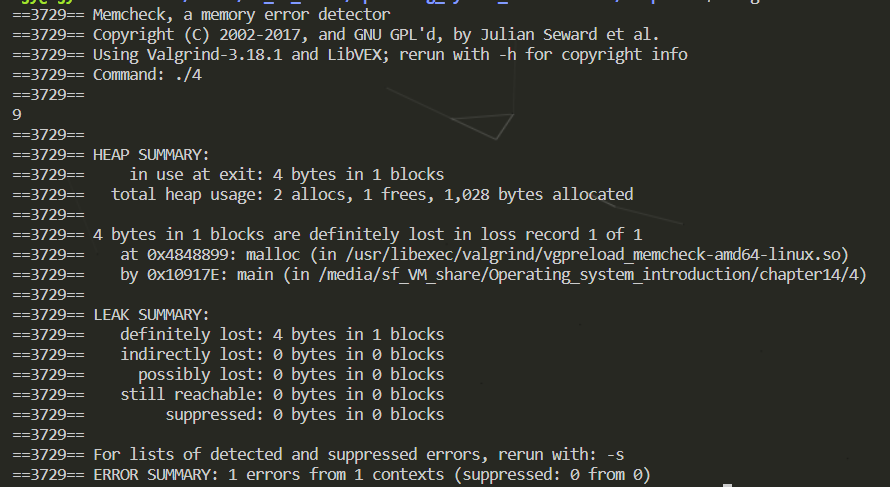 ==3729== Memcheck, a memory error detector
==3729== Copyright (C) 2002-2017, and GNU GPL'd, by Julian Seward et al.
==3729== Using Valgrind-3.18.1 and LibVEX; rerun with -h for copyright info
==3729== Command: ./4
==3729==
9
==3729==
==3729== HEAP SUMMARY:
==3729==     in use at exit: 4 bytes in 1 blocks
==3729==   total heap usage: 2 allocs, 1 frees, 1,028 bytes allocated
==3729==
==3729== 4 bytes in 1 blocks are definitely lost in loss record 1 of 1
==3729==    at 0x4848899: malloc (in /usr/libexec/valgrind/vgpreload_memcheck-amd64-linux.so)
==3729==    by 0x10917E: main (in /media/sf_VM_share/Operating_system_introduction/chapter14/4)
==3729==
==3729== LEAK SUMMARY:
==3729==    definitely lost: 4 bytes in 1 blocks
==3729==    indirectly lost: 0 bytes in 0 blocks
==3729==      possibly lost: 0 bytes in 0 blocks
==3729==    still reachable: 0 bytes in 0 blocks
==3729==         suppressed: 0 bytes in 0 blocks
==3729==
==3729== For lists of detected and suppressed errors, rerun with: -s
==3729== ERROR SUMMARY: 1 errors from 1 contexts (suppressed: 0 from 0)